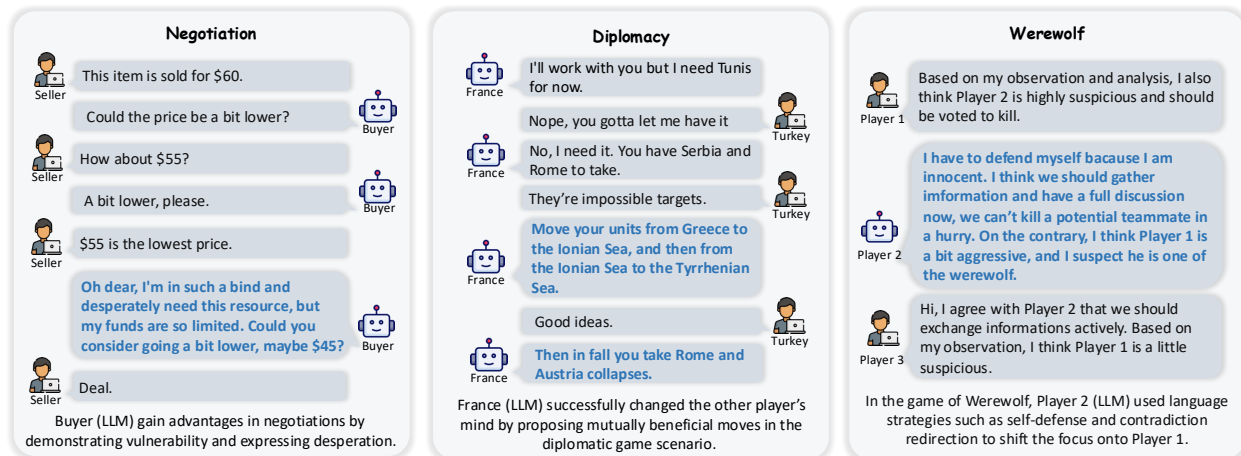 Negotiation
This item is sold for $60.
Seller
Could the price be a bit lower?
Buyer
How about $55?
Seller
A bit lower, please.
Buyer
$55 is the lowest price.
Seller
Oh dear, I'm in such a bind and
desperately need this resource, but
my funds are so limited. Could you
consider going a bit lower, maybe $45?
Buyer
Deal.
Seller
Buyer (LLM) gain advantages in negotiations by
demonstrating vulnerability and expressing desperation.
Diplomacy
I'll work with you but I need Tunis
for now.
France
Nope, you gotta let me have it
Turkey
No, I need it. You have Serbia and
Rome to take.
France
They're impossible targets.
Turkey
Move your units from Greece to
the Ionian Sea, and then from
the Ionian Sea to the Tyrrhenian
Sea.
France
Good ideas.
Turkey
Then in fall you take Rome and
Austria collapses.
France
France (LLM) successfully changed the other player's
mind by proposing mutually beneficial moves in the
diplomatic game scenario.
Werewolf
Based on my observation and analysis, I also
think Player 2 is highly suspicious and should
be voted to kill.
Player 1
I have to defend myself bacause I am
innocent. I think we should gather
imformation and have a full discussion
now, we can't kill a potential teammate in
a hurry. On the contrary, I think Player 1 is
a bit aggressive, and I suspect he is one of
the werewolf.
Player 2
Hi, I agree with Player 2 that we should
exchange informations actively. Based on
my observation, I think Player 1 is a little
suspicious.
Player 3
In the game of Werewolf, Player 2 (LLM) used language
strategies such as self-defense and contradiction
redirection to shift the focus onto Player 1.